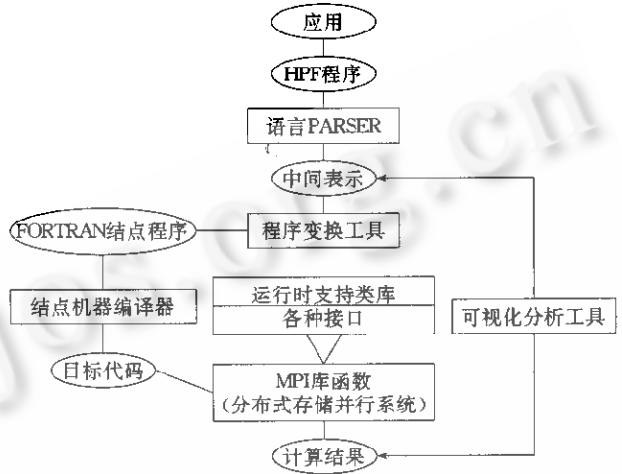 应用
HPF程序
语言PARSER
中间表示
FORTRAN结点程序
程序变换工具
结点机器编译器
运行时支持类库
各种接口
可视化分析工具
目标代码
MPI库函数
(分布式存储并行系统)
计算结果
jos.org.cn